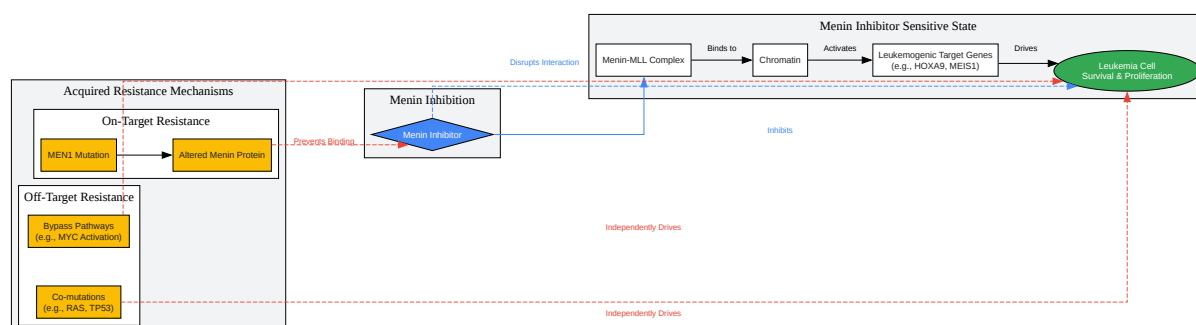 Menin Inhibitor Sensitive State
Menin-MLL Complex
Binds to
Chromatin
Activates
Leukemogenic Target Genes
(e.g., HOXA9, MEIS1)
Drives
Leukemia Cell
Survival & Proliferation
Disrupts Interaction
Acquired Resistance Mechanisms
On-Target Resistance
MEN1 Mutation
Altered Menin Protein
Prevents Binding
Menin Inhibition
Menin Inhibitor
Inhibits
Off-Target Resistance
Bypass Pathways
(e.g., MYC Activation)
Independently Drives
Co-mutations
(e.g., RAS, TP53)
Independently Drives